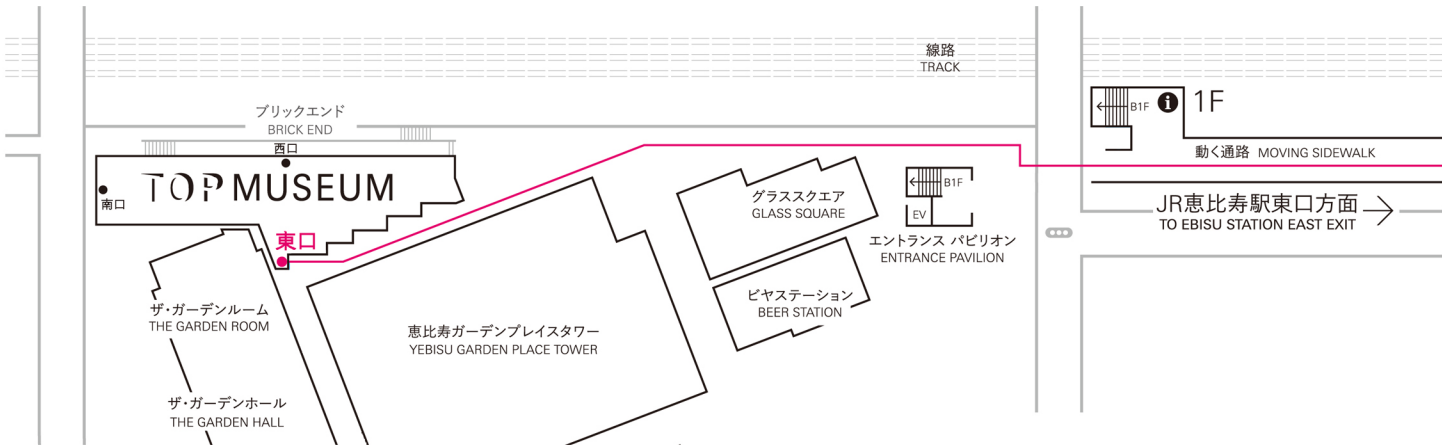 線路
TRACK
B1F
1F
ブリックエンド
BRICK END
西口
動く通路 MOVING SIDEWALK
TOP MUSEUM
南口
グラススクエア
GLASS SQUARE
B1F
EV
JR恵比寿駅東口方面
TO EBISU STATION EAST EXIT
東口
エントランス パビリオン
ENTRANCE PAVILION
ザ・ガーデンルーム
THE GARDEN ROOM
ビヤステーション
BEER STATION
恵比寿ガーデンプレイスタワー
YEBISU GARDEN PLACE TOWER
ザ・ガーデンホール
THE GARDEN HALL